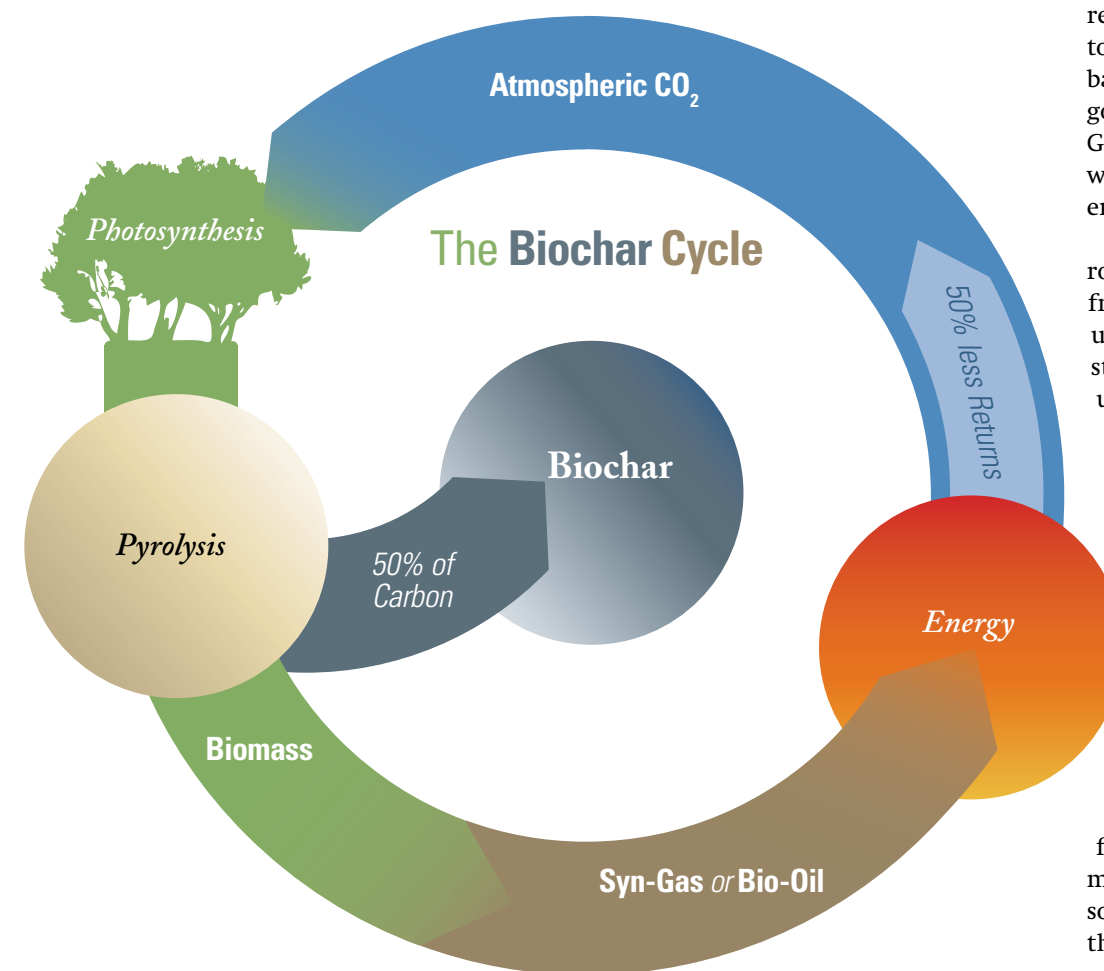 Atmospheric CO₂
Photosynthesis
The Biochar Cycle
50% less Returns
Biochar
Pyrolysis
50% of
Carbon
Energy
Biomass
Syn-Gas or Bio-Oil